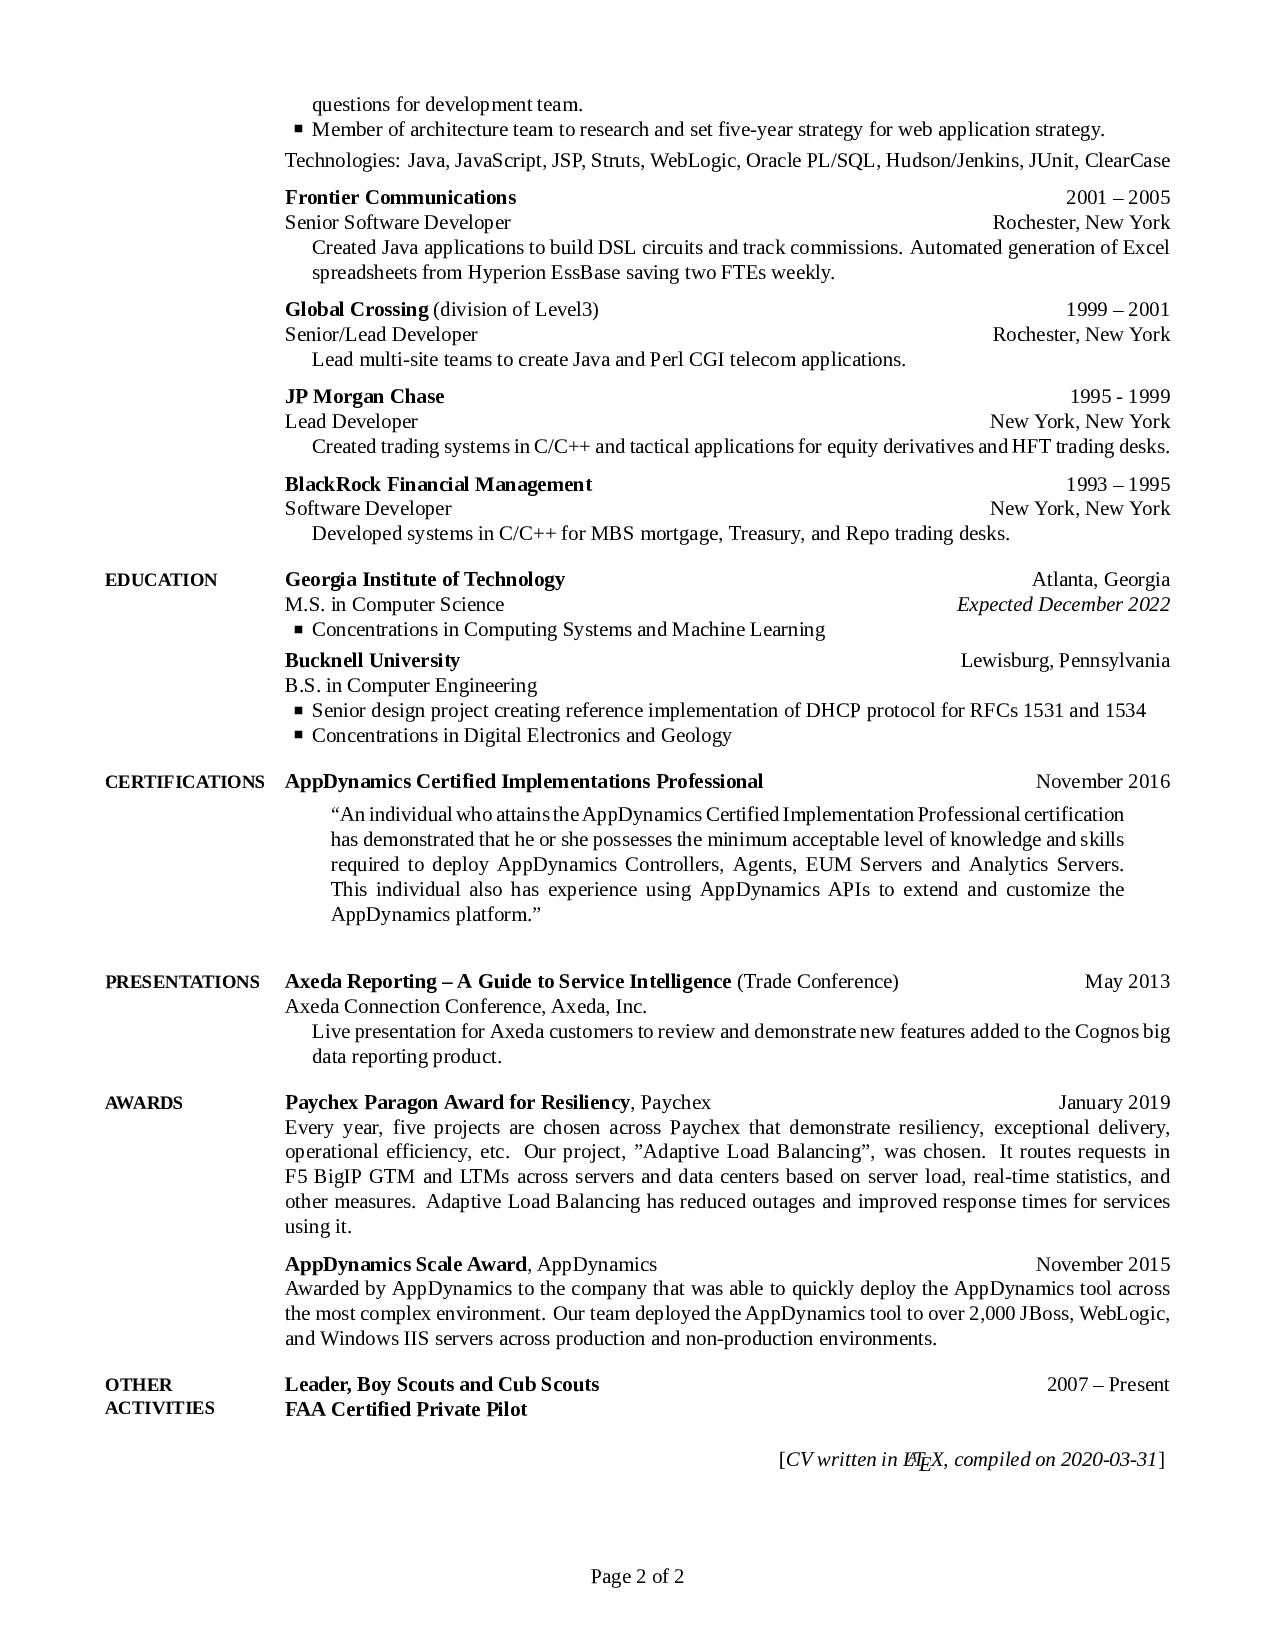 questions for development team.
▪ Member of architecture team to research and set five-year strategy for web application strategy.
Technologies: Java, JavaScript, JSP, Struts, WebLogic, Oracle PL/SQL, Hudson/Jenkins, JUnit, ClearCase
Frontier Communications 2001 – 2005
Senior Software Developer Rochester, New York
Created Java applications to build DSL circuits and track commissions. Automated generation of Excel
spreadsheets from Hyperion EssBase saving two FTEs weekly.
Global Crossing (division of Level3) 1999 – 2001
Senior/Lead Developer Rochester, New York
Lead multi-site teams to create Java and Perl CGI telecom applications.
JP Morgan Chase 1995 - 1999
Lead Developer New York, New York
Created trading systems in C/C++ and tactical applications for equity derivatives and HFT trading desks.
BlackRock Financial Management 1993 – 1995
Software Developer New York, New York
Developed systems in C/C++ for MBS mortgage, Treasury, and Repo trading desks.
EDUCATION Georgia Institute of Technology Atlanta, Georgia
M.S. in Computer Science Expected December 2022
▪ Concentrations in Computing Systems and Machine Learning
Bucknell University Lewisburg, Pennsylvania
B.S. in Computer Engineering
▪ Senior design project creating reference implementation of DHCP protocol for RFCs 1531 and 1534
▪ Concentrations in Digital Electronics and Geology
CERTIFICATIONS AppDynamics Certified Implementations Professional November 2016
“An individual who attains the AppDynamics Certified Implementation Professional certification
has demonstrated that he or she possesses the minimum acceptable level of knowledge and skills
required to deploy AppDynamics Controllers, Agents, EUM Servers and Analytics Servers.
This individual also has experience using AppDynamics APIs to extend and customize the
AppDynamics platform.”
PRESENTATIONS Axeda Reporting – A Guide to Service Intelligence (Trade Conference) May 2013
Axeda Connection Conference, Axeda, Inc.
Live presentation for Axeda customers to review and demonstrate new features added to the Cognos big
data reporting product.
AWARDS Paychex Paragon Award for Resiliency, Paychex January 2019
Every year, five projects are chosen across Paychex that demonstrate resiliency, exceptional delivery,
operational efficiency, etc. Our project, ”Adaptive Load Balancing”, was chosen. It routes requests in
F5 BigIP GTM and LTMs across servers and data centers based on server load, real-time statistics, and
other measures. Adaptive Load Balancing has reduced outages and improved response times for services
using it.
AppDynamics Scale Award, AppDynamics November 2015
Awarded by AppDynamics to the company that was able to quickly deploy the AppDynamics tool across
the most complex environment. Our team deployed the AppDynamics tool to over 2,000 JBoss, WebLogic,
and Windows IIS servers across production and non-production environments.
OTHER Leader, Boy Scouts and Cub Scouts 2007 – Present
ACTIVITIES FAA Certified Private Pilot
[CV written in LATEX, compiled on 2020-03-31]
Page 2 of 2